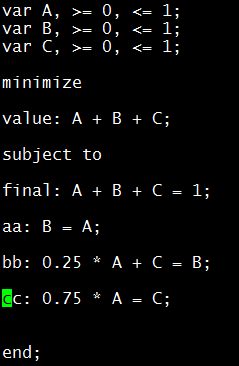 var A, >= 0, <= 1;
var B, >= 0, <= 1;
var C, >= 0, <= 1;
minimize
value: A + B + C;
subject to
final: A + B + C = 1;
aa: B = A;
bb: 0.25 * A + C = B;
cc: 0.75 * A = C;
end;